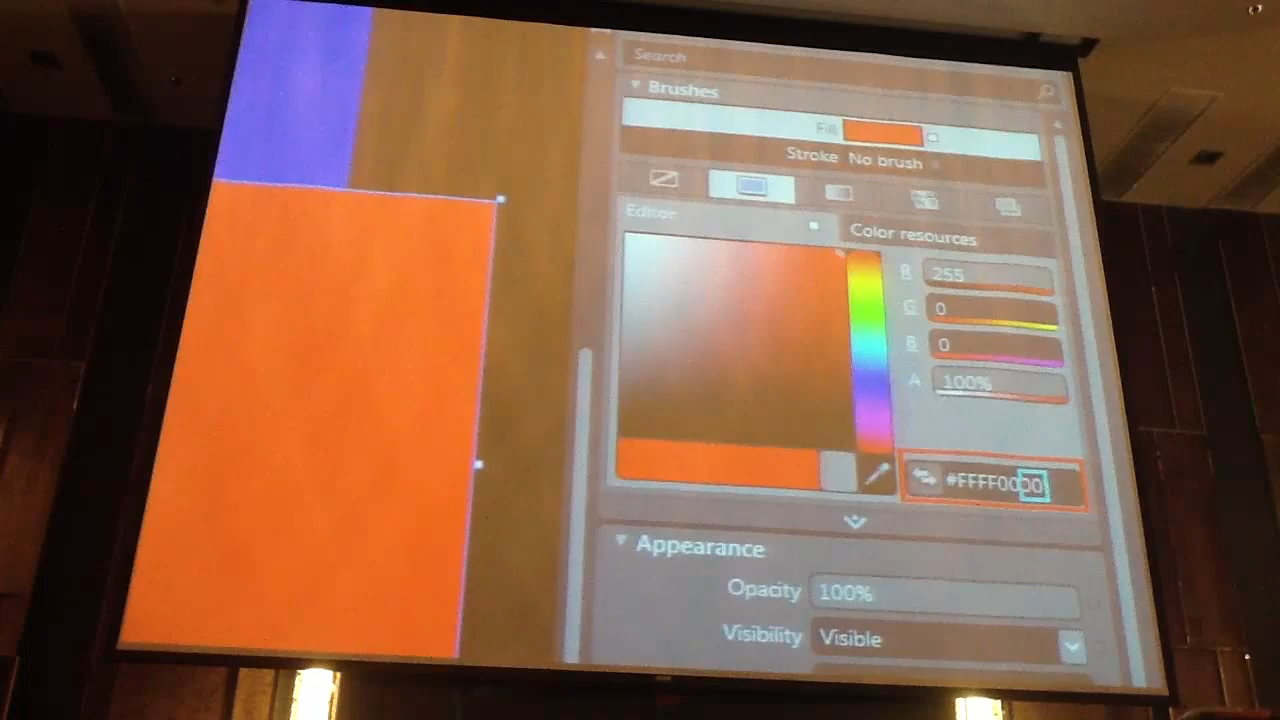 Search
Brushes
Fill
Stroke No brush
Editor
Color resources
R 255
G 0
B 0
A 100%
#FFFF0000
Appearance
Opacity 100%
Visibility Visible